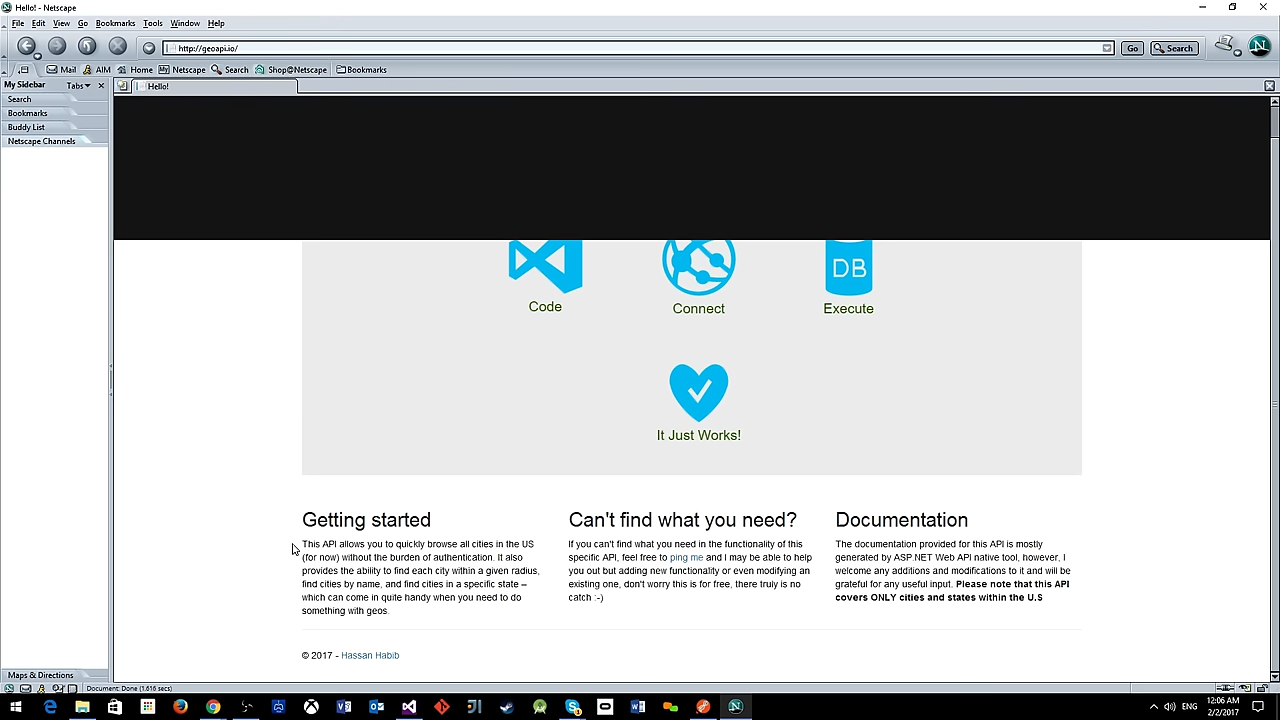 Hello! - Netscape
File Edit View Go Bookmarks Tools Window Help
http://geoapi.io/ Go Search
Mail AIM Home Netscape Search Shop@Netscape Bookmarks
My Sidebar Tabs
Hello!
Search
Bookmarks
Buddy List
Netscape Channels
DB
Code Connect Execute
It Just Works!
Getting started
This API allows you to quickly browse all cities in the US
(for now) without the burden of authentication. It also
provides the ability to find each city within a given radius,
find cities by name, and find cities in a specific state –
which can come in quite handy when you need to do
something with geos.
Can't find what you need?
If you can't find what you need in the functionality of this
specific API, feel free to ping me and I may be able to help
you out but adding new functionality or even modifying an
existing one, don't worry this is for free, there truly is no
catch :-)
Documentation
The documentation provided for this API is mostly
generated by ASP.NET Web API native tool, however, I
welcome any additions and modifications to it and will be
grateful for any useful input. Please note that this API
covers ONLY cities and states within the U.S
© 2017 - Hassan Habib
Maps & Directions
Document: Done (1.616 secs)
ENG
12:06 AM
2/2/2017